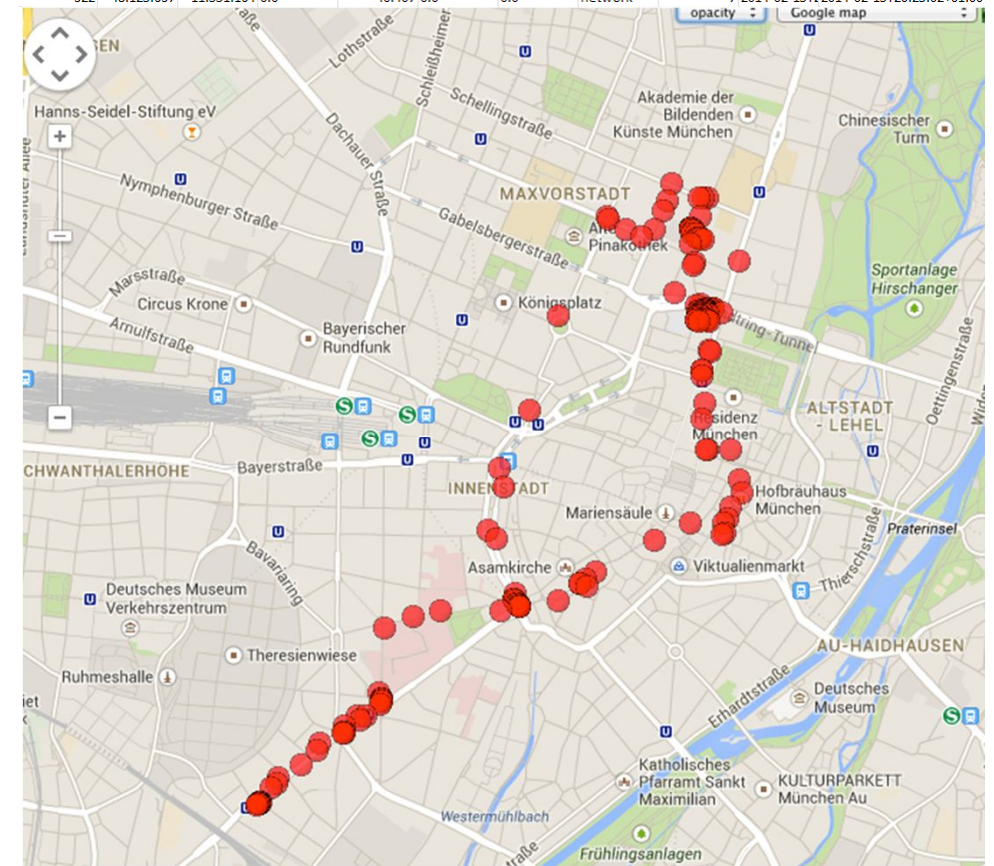 opacity
Google map
SEN
Lothstraße
Schleißheimer
Hanns-Seidel-Stiftung eV
Schellingstraße
Akademie der
Bildenden
Künste München
Chinesischer
Turm
Dachauer Straße
Nymphenburger Straße
MAXVORSTADT
Gabelsbergerstraße
Pinakothek
Marsstraße
Circus Krone
Königsplatz
Sportanlage
Hirschanger
Arnulfstraße
Bayerischer
Rundfunk
Oettingenstraße
Residenz
München
ALTSTADT
- LEHEL
CHWANTHALERHÖHE
Bayerstraße
INNENSTADT
Hofbräuhaus
München
Mariensäule
Praterinsel
Asamkirche
Viktualienmarkt
Thierschstraße
Bavariaring
Deutsches Museum
Verkehrszentrum
AU-HAIDHAUSEN
Theresienwiese
Ruhmeshalle
iet
Erhardtstraße
Deutsches
Museum
Katholisches
Pfarramt Sankt
Maximilian
KULTURPARKETT
München Au
Westermühlbach
Frühlingsanlagen